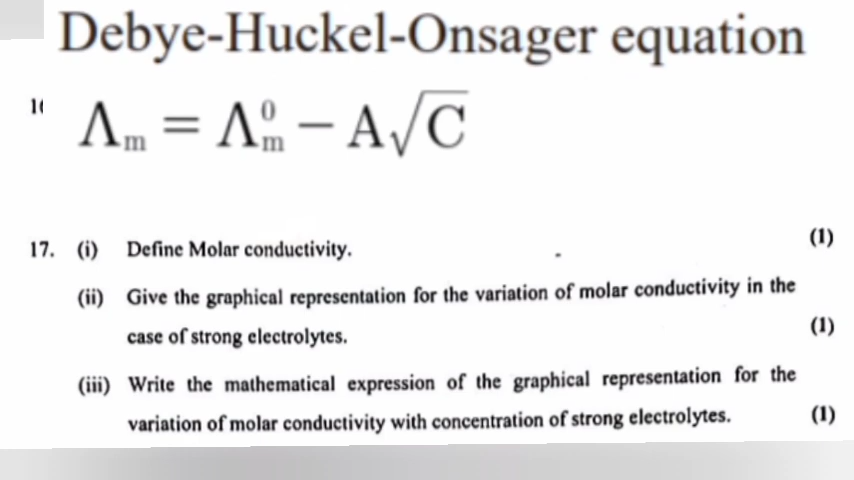 Debye-Huckel-Onsager equation
Λm = Λ⁰m − A√C
17. (i) Define Molar conductivity. (1)
(ii) Give the graphical representation for the variation of molar conductivity in the
case of strong electrolytes. (1)
(iii) Write the mathematical expression of the graphical representation for the
variation of molar conductivity with concentration of strong electrolytes. (1)